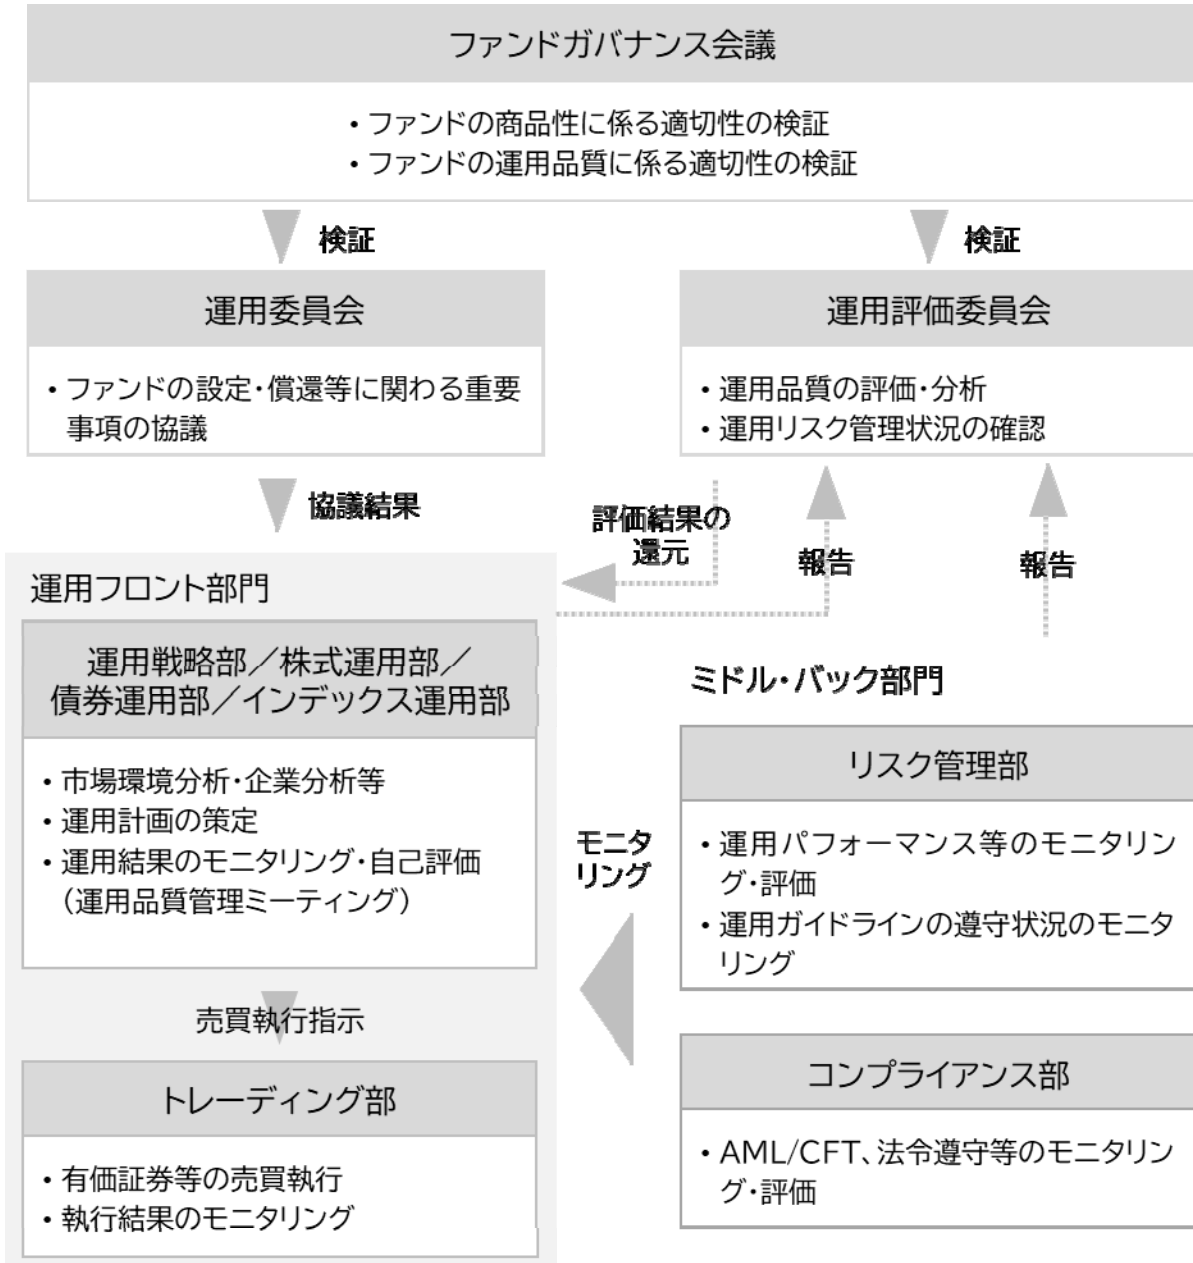 ファンドガバナンス会議
・ファンドの商品性に係る適切性の検証
・ファンドの運用品質に係る適切性の検証
検証
検証
運用委員会
・ファンドの設定・償還等に関わる重要
事項の協議
運用評価委員会
・運用品質の評価・分析
・運用リスク管理状況の確認
協議結果
評価結果の
還元
報告
報告
運用フロント部門
運用戦略部／株式運用部／
債券運用部／インデックス運用部
・市場環境分析・企業分析等
・運用計画の策定
・運用結果のモニタリング・自己評価
（運用品質管理ミーティング）
売買執行指示
トレーディング部
・有価証券等の売買執行
・執行結果のモニタリング
モニタ
リング
ミドル・バック部門
リスク管理部
・運用パフォーマンス等のモニタリン
グ・評価
・運用ガイドラインの遵守状況のモニタ
リング
コンプライアンス部
・AML/CFT、法令遵守等のモニタリン
グ・評価